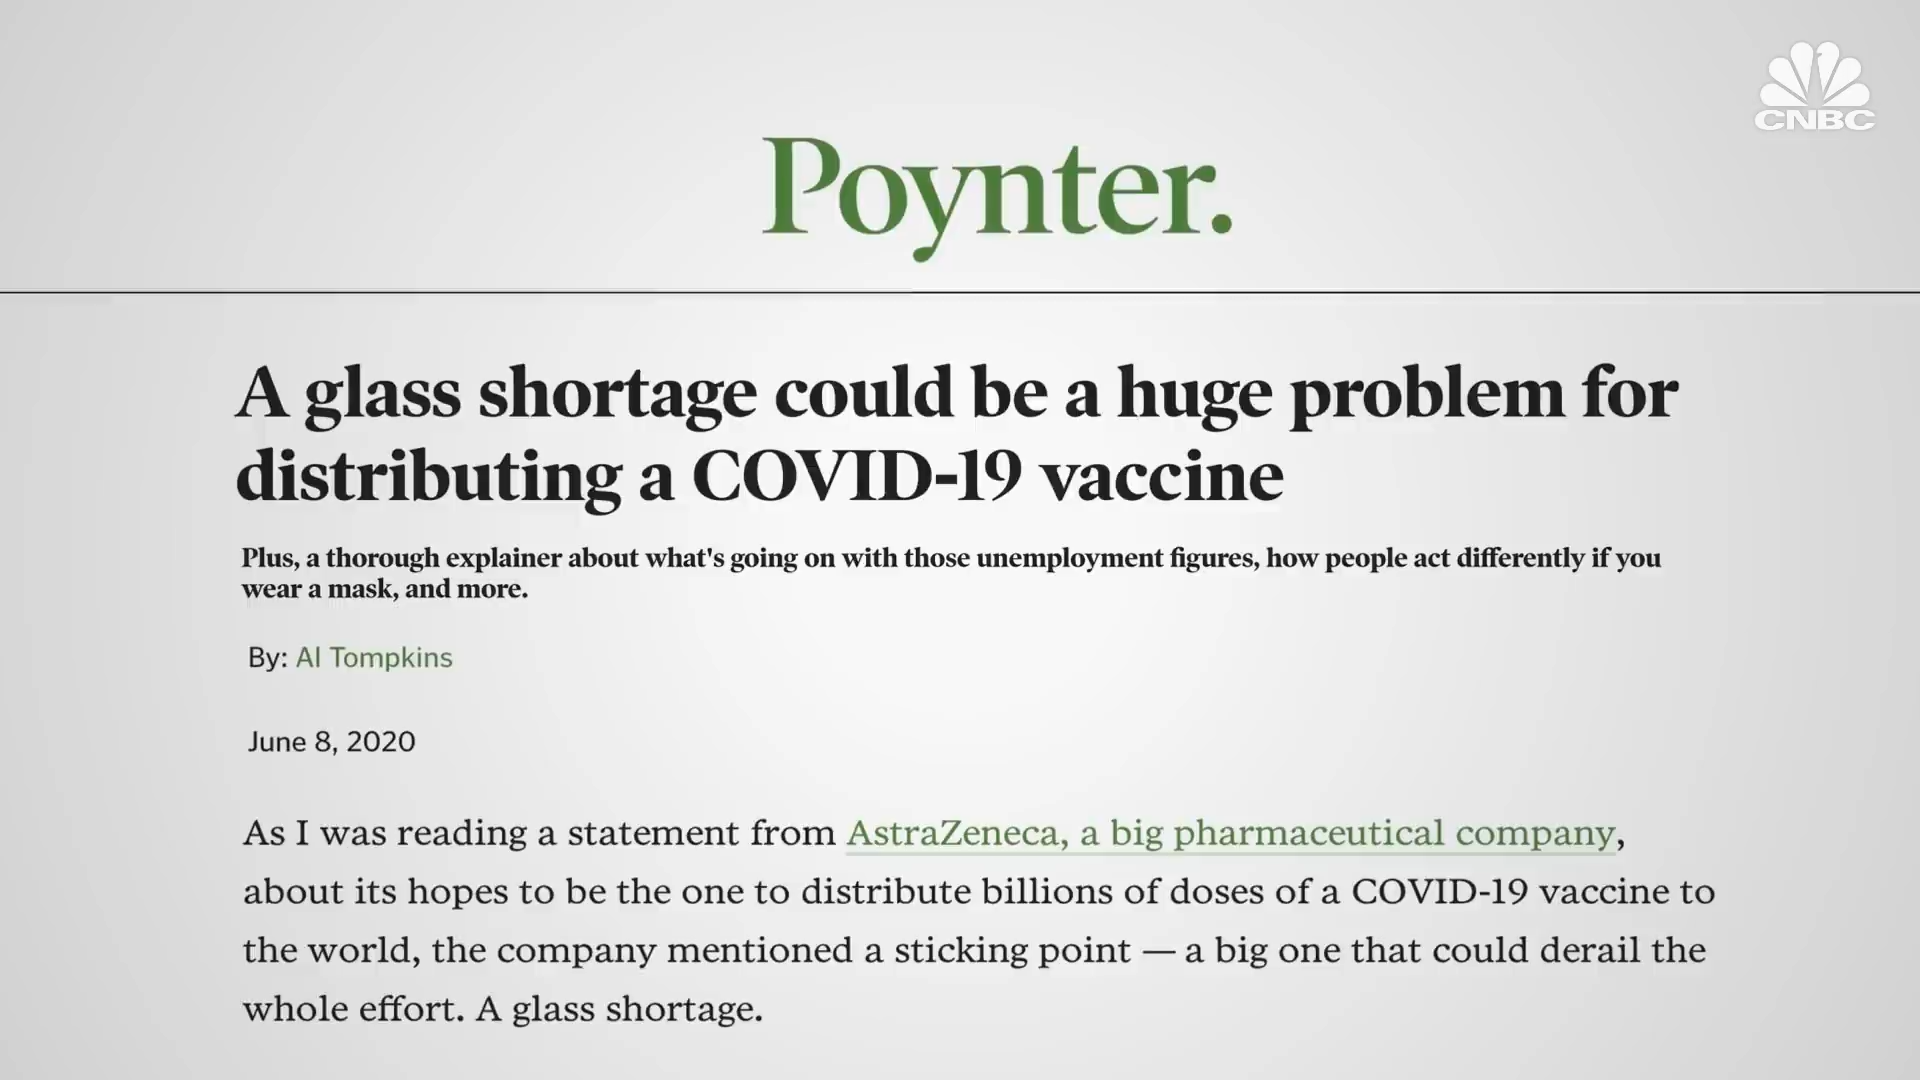 CNBC
Poynter.
A glass shortage could be a huge problem for
distributing a COVID-19 vaccine
Plus, a thorough explainer about what's going on with those unemployment figures, how people act differently if you
wear a mask, and more.
By: Al Tompkins
June 8, 2020
As I was reading a statement from AstraZeneca, a big pharmaceutical company,
about its hopes to be the one to distribute billions of doses of a COVID-19 vaccine to
the world, the company mentioned a sticking point — a big one that could derail the
whole effort. A glass shortage.